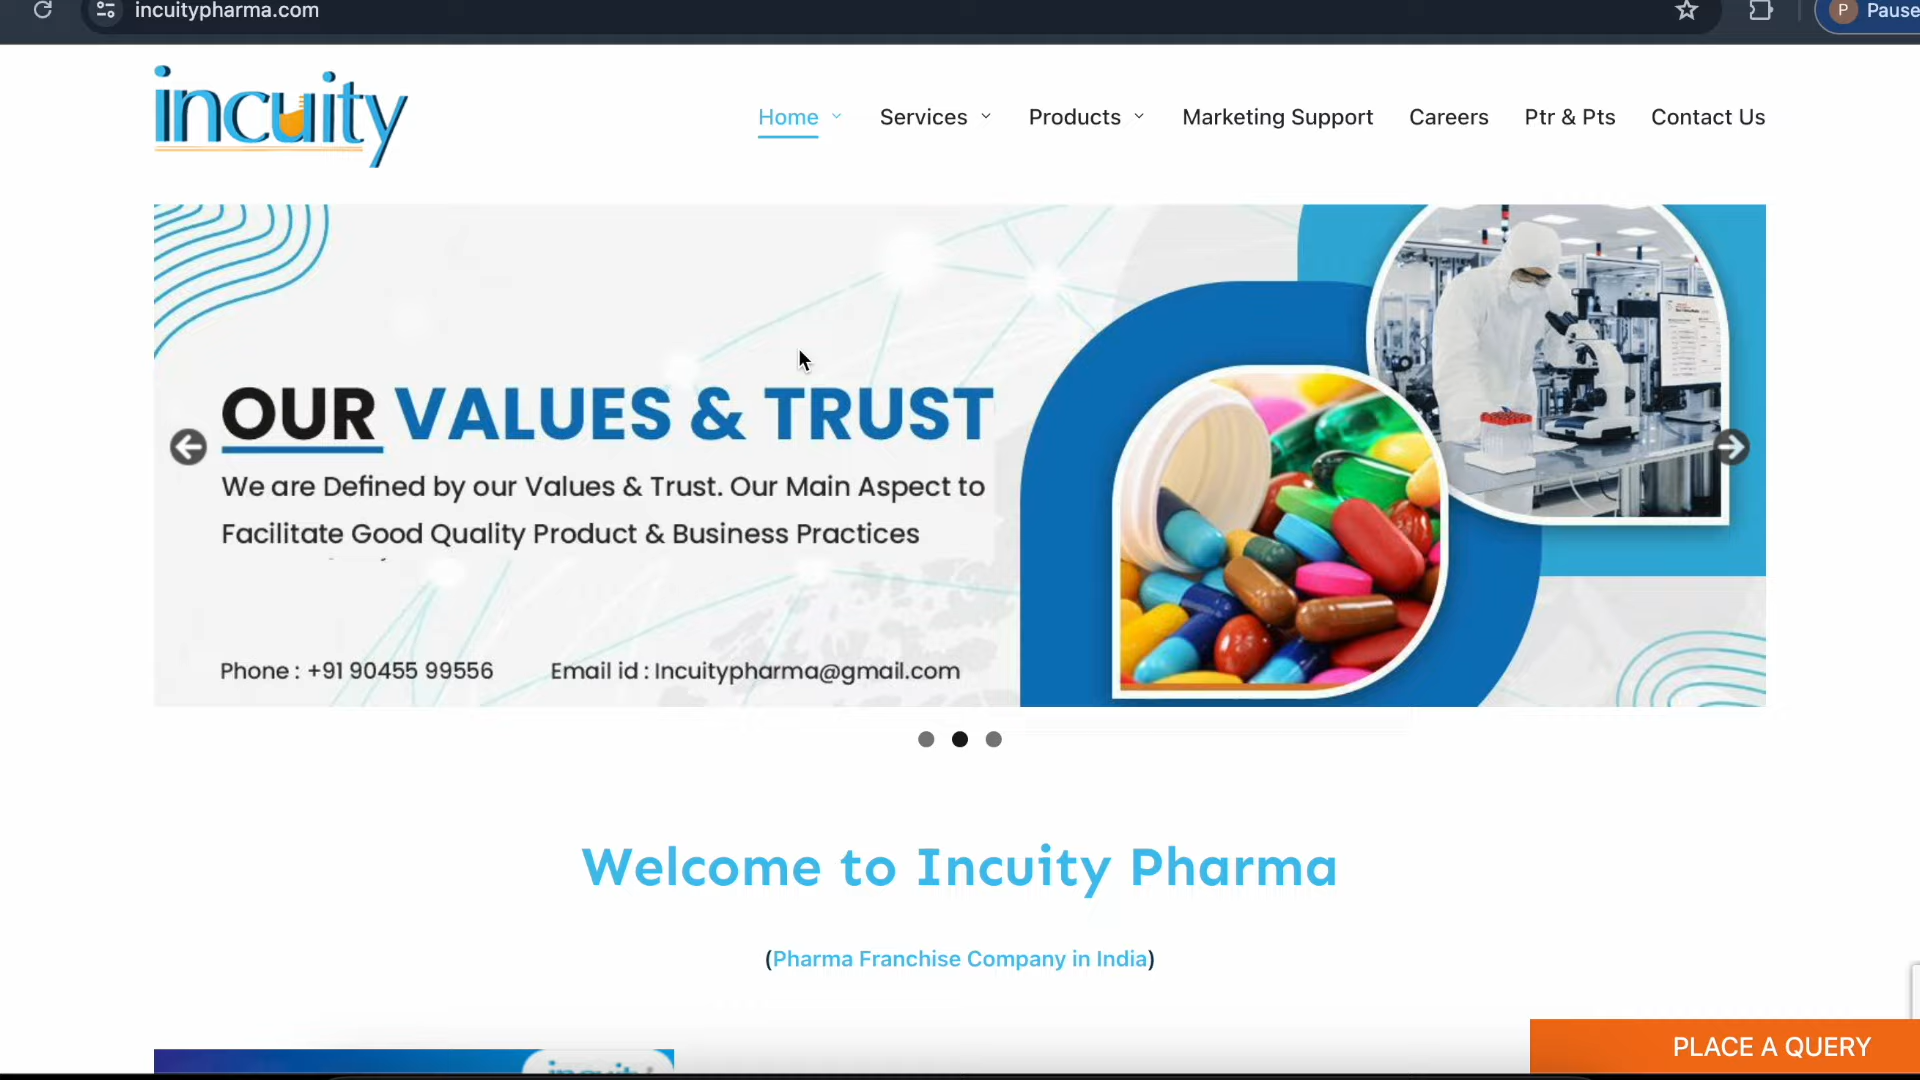 incuitypharma.com
P Pause
incuity
Home Services Products Marketing Support Careers Ptr & Pts Contact Us
OUR VALUES & TRUST
We are Defined by our Values & Trust. Our Main Aspect to
Facilitate Good Quality Product & Business Practices
Phone : +91 90455 99556 Email id : Incuitypharma@gmail.com
Welcome to Incuity Pharma
(Pharma Franchise Company in India)
incuity
PLACE A QUERY